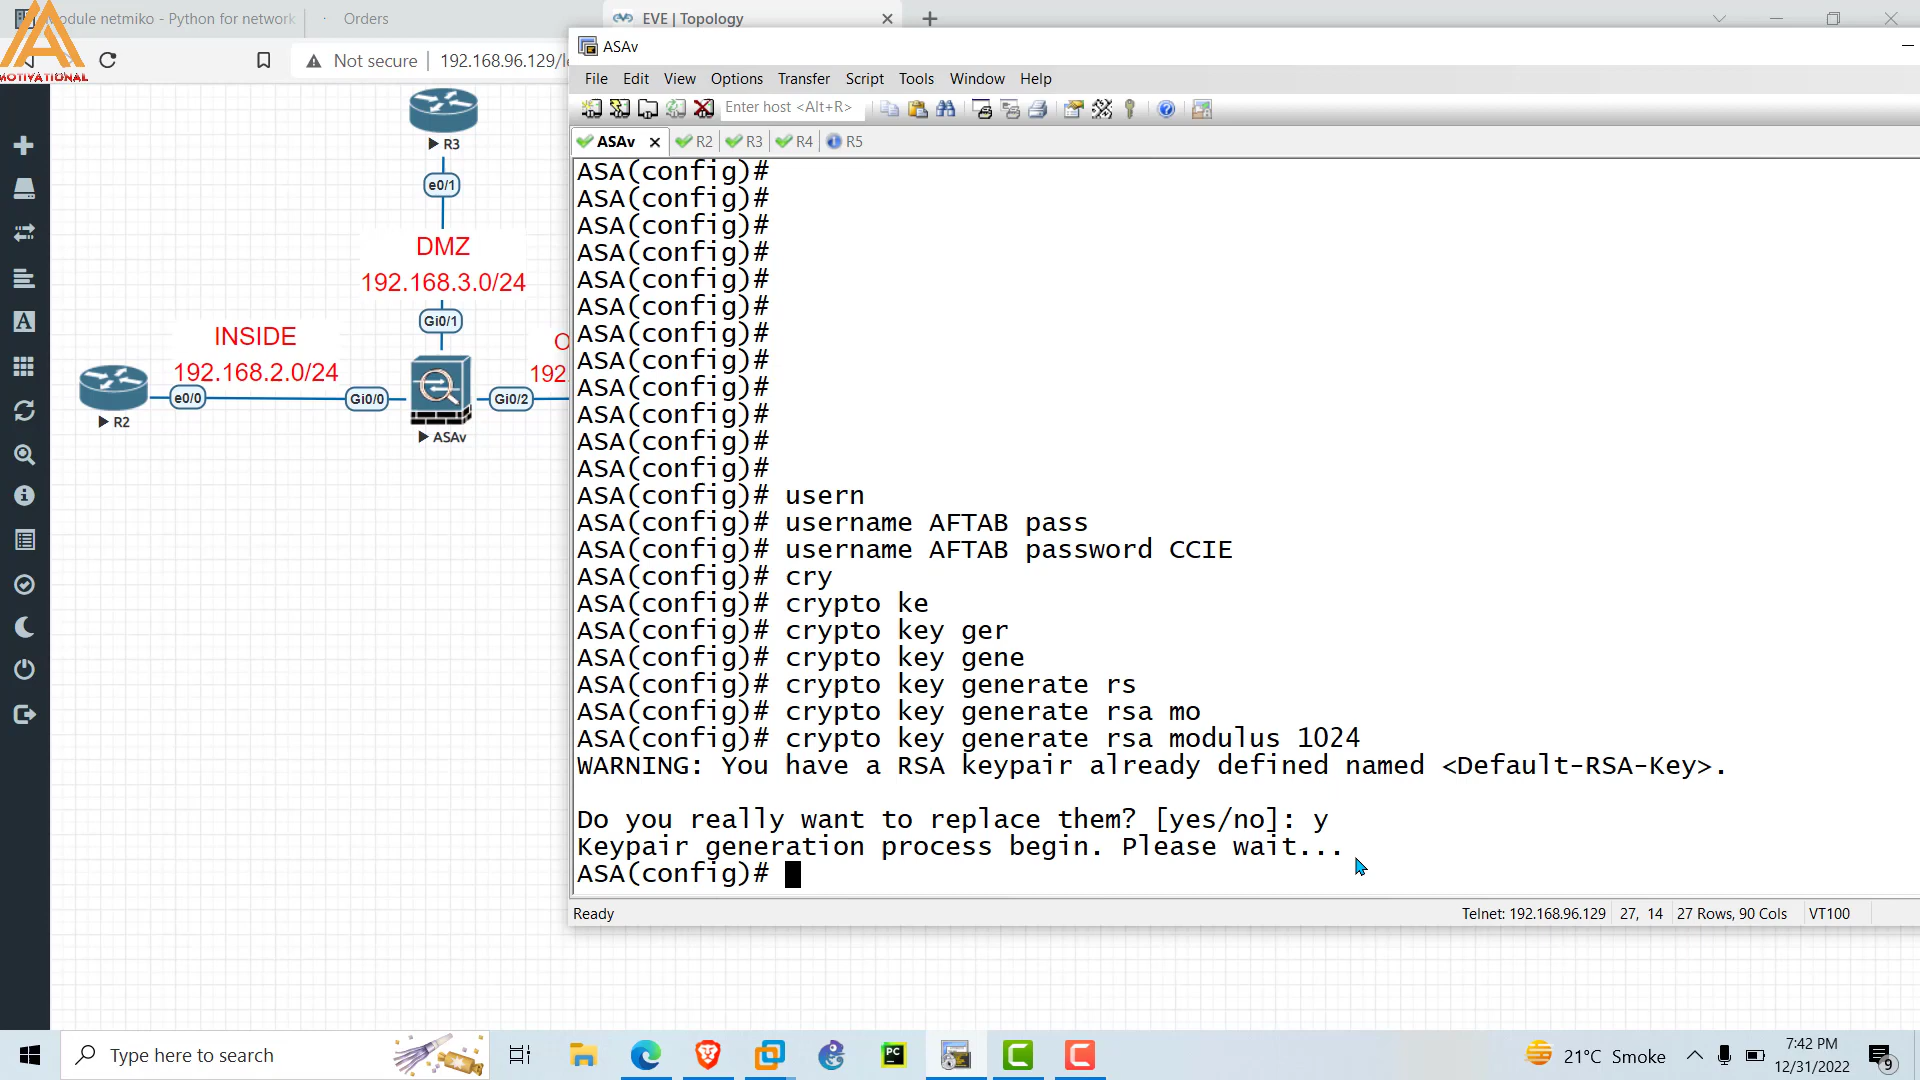 odule netmiko - Python for network
Orders
EVE | Topology
MOTIVATIONAL
Not secure
192.168.96.129/le
ASAv
File Edit View Options Transfer Script Tools Window Help
Enter host <Alt+R>
ASAv R2 R3 R4 R5
R3
e0/1
DMZ
192.168.3.0/24
Gi0/1
INSIDE
192.168.2.0/24
e0/0
Gi0/0
Gi0/2
O
192.
R2
ASAv
ASA(config)#
ASA(config)#
ASA(config)#
ASA(config)#
ASA(config)#
ASA(config)#
ASA(config)#
ASA(config)#
ASA(config)#
ASA(config)#
ASA(config)#
ASA(config)#
ASA(config)# usern
ASA(config)# username AFTAB pass
ASA(config)# username AFTAB password CCIE
ASA(config)# cry
ASA(config)# crypto ke
ASA(config)# crypto key ger
ASA(config)# crypto key gene
ASA(config)# crypto key generate rs
ASA(config)# crypto key generate rsa mo
ASA(config)# crypto key generate rsa modulus 1024
WARNING: You have a RSA keypair already defined named <Default-RSA-Key>.
Do you really want to replace them? [yes/no]: y
Keypair generation process begin. Please wait...
ASA(config)#
Ready
Telnet: 192.168.96.129 27, 14 27 Rows, 90 Cols VT100
Type here to search
PC
21°C Smoke
7:42 PM
12/31/2022
9